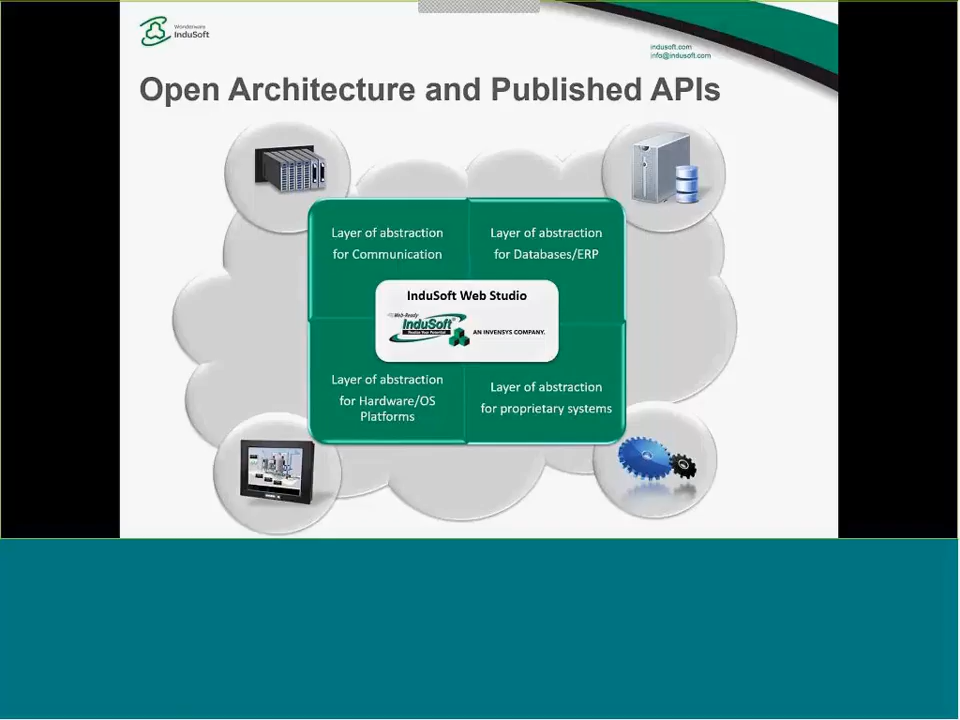 Wonderware
InduSoft
indusoft.com
info@indusoft.com
Open Architecture and Published APIs
Layer of abstraction
for Communication
Layer of abstraction
for Databases/ERP
InduSoft Web Studio
Web-Ready
InduSoft®
AN INVENSYS COMPANY.
Layer of abstraction
for Hardware/OS
Platforms
Layer of abstraction
for proprietary systems